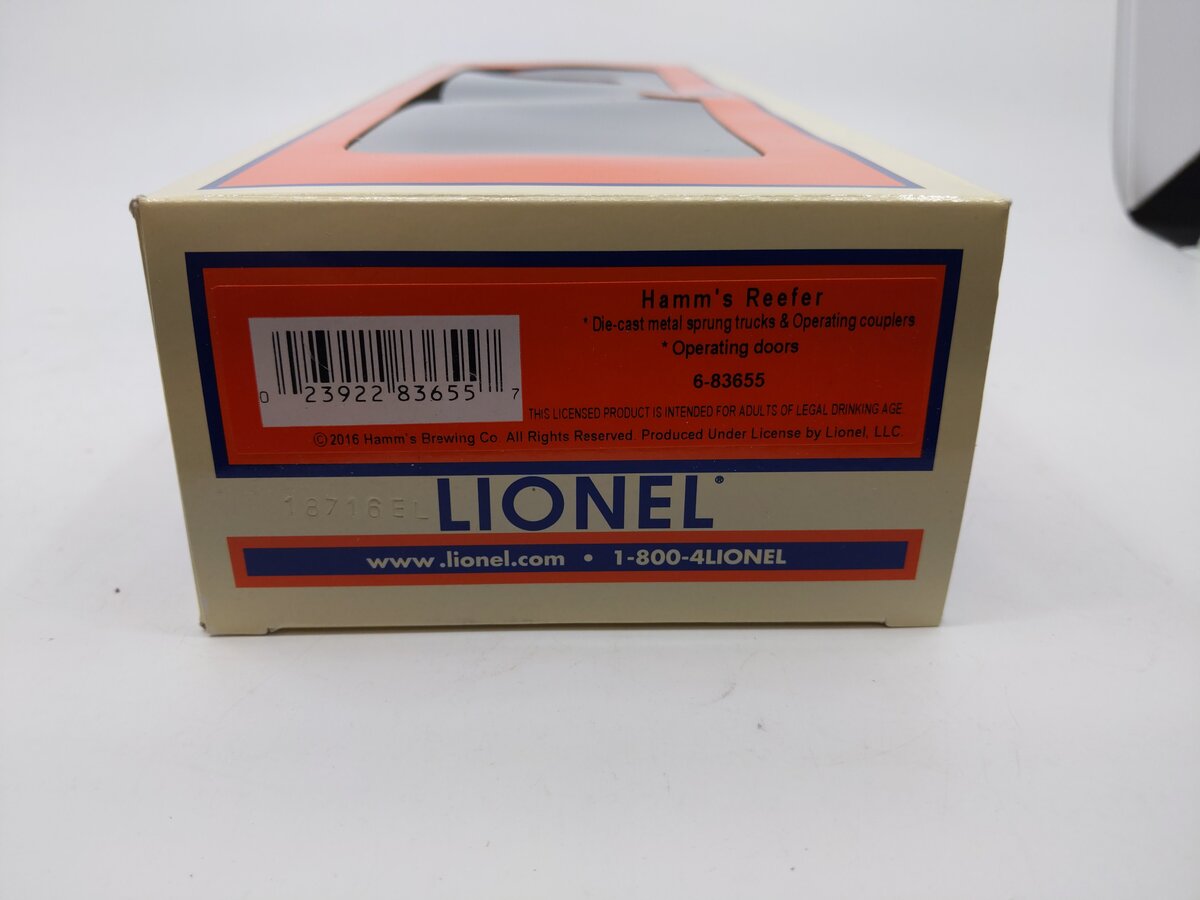 Hamm's Reefer
* Die-cast metal sprung trucks & Operating couplers
* Operating doors
6-83655
0 23922 83655 7
THIS LICENSED PRODUCT IS INTENDED FOR ADULTS OF LEGAL DRINKING AGE.
©2016 Hamm's Brewing Co. All Rights Reserved. Produced Under License by Lionel, LLC.
18716EL
LIONEL®
www.lionel.com • 1-800-4LIONEL